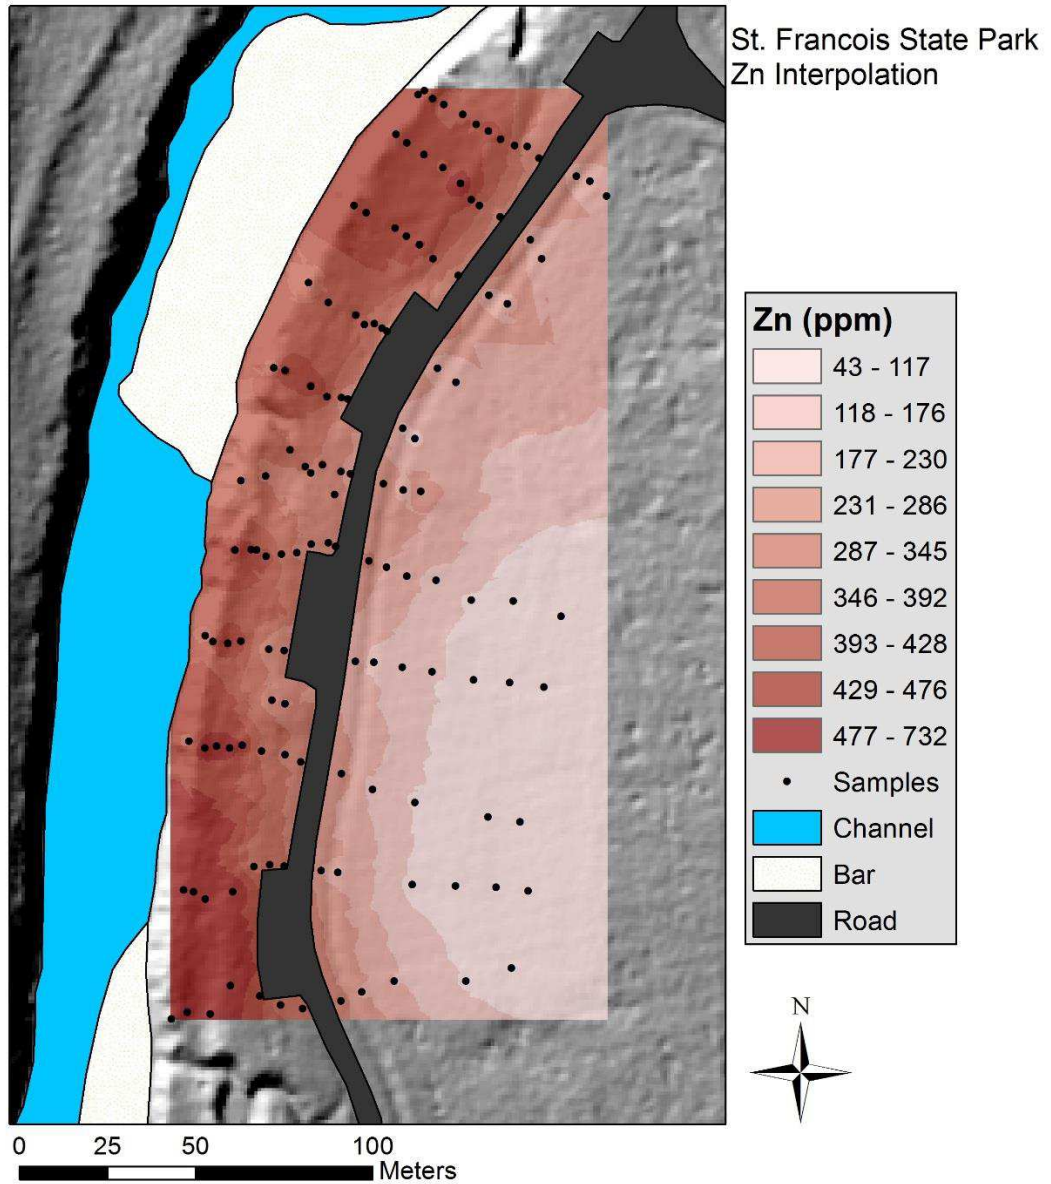 St. Francois State Park
Zn Interpolation
Zn (ppm)
43 - 117
118 - 176
177 - 230
231 - 286
287 - 345
346 - 392
393 - 428
429 - 476
477 - 732
Samples
Channel
Bar
Road
N
0 25 50 100
Meters